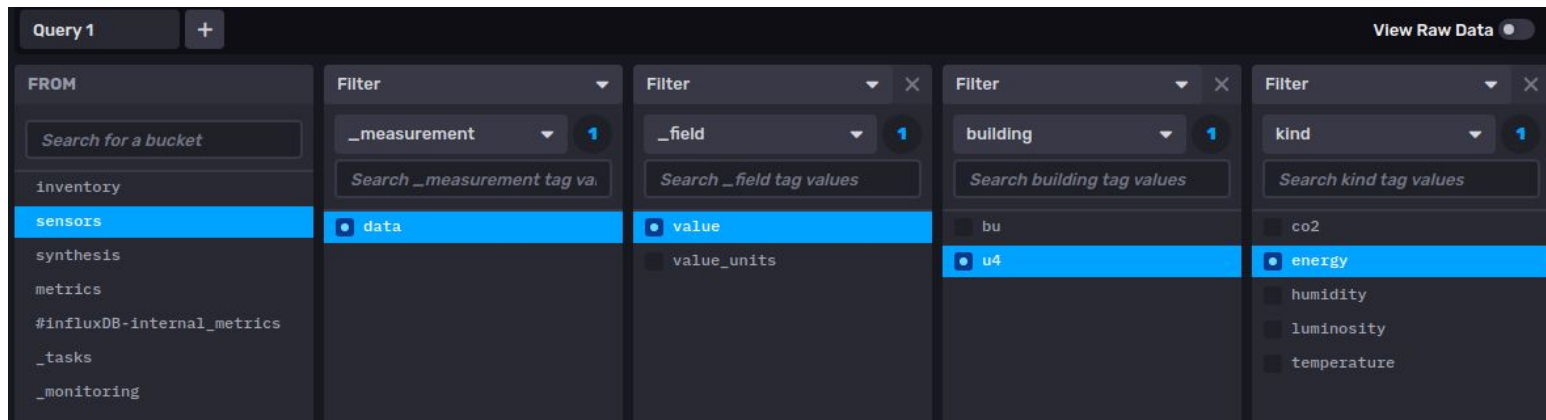 Query 1
+
View Raw Data
FROM
Search for a bucket
inventory
sensors
synthesis
metrics
#influxDB-internal_metrics
_tasks
_monitoring
Filter
_measurement
1
Search _measurement tag va
data
Filter
_field
1
Search _field tag values
value
value_units
Filter
building
1
Search building tag values
bu
u4
Filter
kind
1
Search kind tag values
co2
energy
humidity
luminosity
temperature